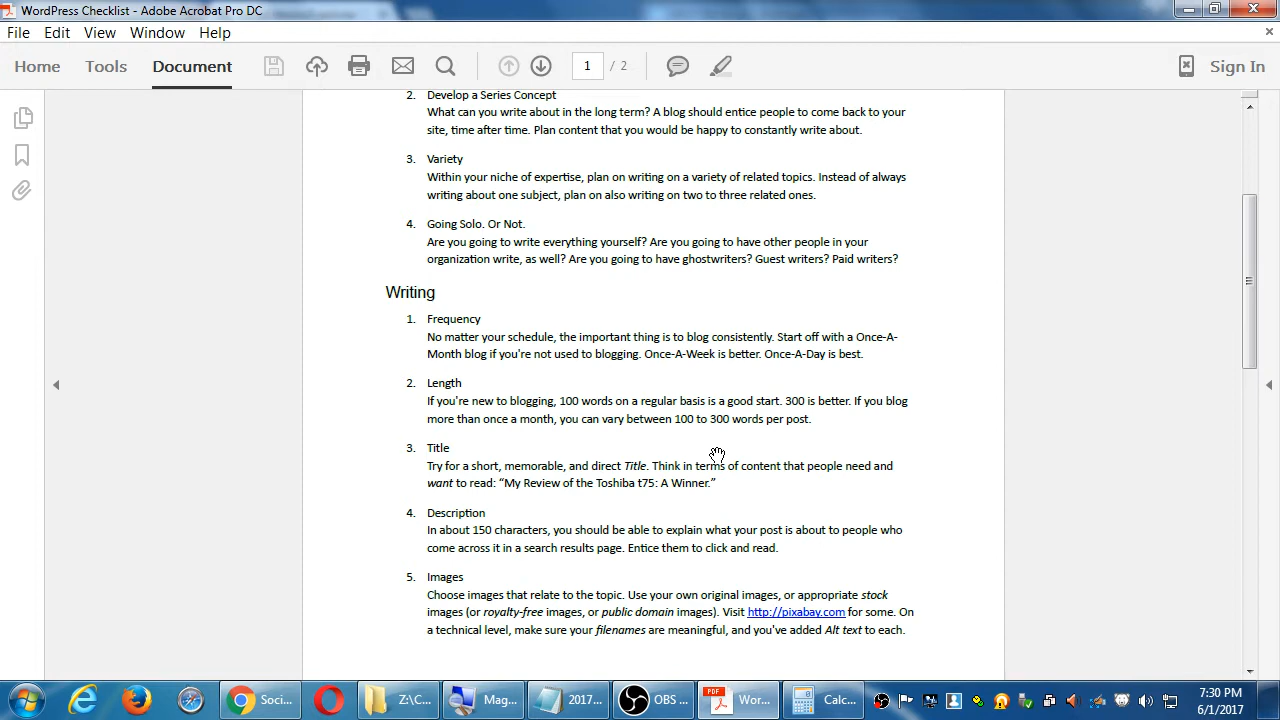 WordPress Checklist - Adobe Acrobat Pro DC
File Edit View Window Help
Home Tools Document 1 / 2 Sign In
2. Develop a Series Concept
What can you write about in the long term? A blog should entice people to come back to your
site, time after time. Plan content that you would be happy to constantly write about.
3. Variety
Within your niche of expertise, plan on writing on a variety of related topics. Instead of always
writing about one subject, plan on also writing on two to three related ones.
4. Going Solo. Or Not.
Are you going to write everything yourself? Are you going to have other people in your
organization write, as well? Are you going to have ghostwriters? Guest writers? Paid writers?
Writing
1. Frequency
No matter your schedule, the important thing is to blog consistently. Start off with a Once-A-
Month blog if you're not used to blogging. Once-A-Week is better. Once-A-Day is best.
2. Length
If you're new to blogging, 100 words on a regular basis is a good start. 300 is better. If you blog
more than once a month, you can vary between 100 to 300 words per post.
3. Title
Try for a short, memorable, and direct Title. Think in terms of content that people need and
want to read: “My Review of the Toshiba t75: A Winner.”
4. Description
In about 150 characters, you should be able to explain what your post is about to people who
come across it in a search results page. Entice them to click and read.
5. Images
Choose images that relate to the topic. Use your own original images, or appropriate stock
images (or royalty-free images, or public domain images). Visit http://pixabay.com for some. On
a technical level, make sure your filenames are meaningful, and you've added Alt text to each.
Soci... Z:\C... Mag... 2017... OBS ... PDF Wor... Calc... 7:30 PM
6/1/2017